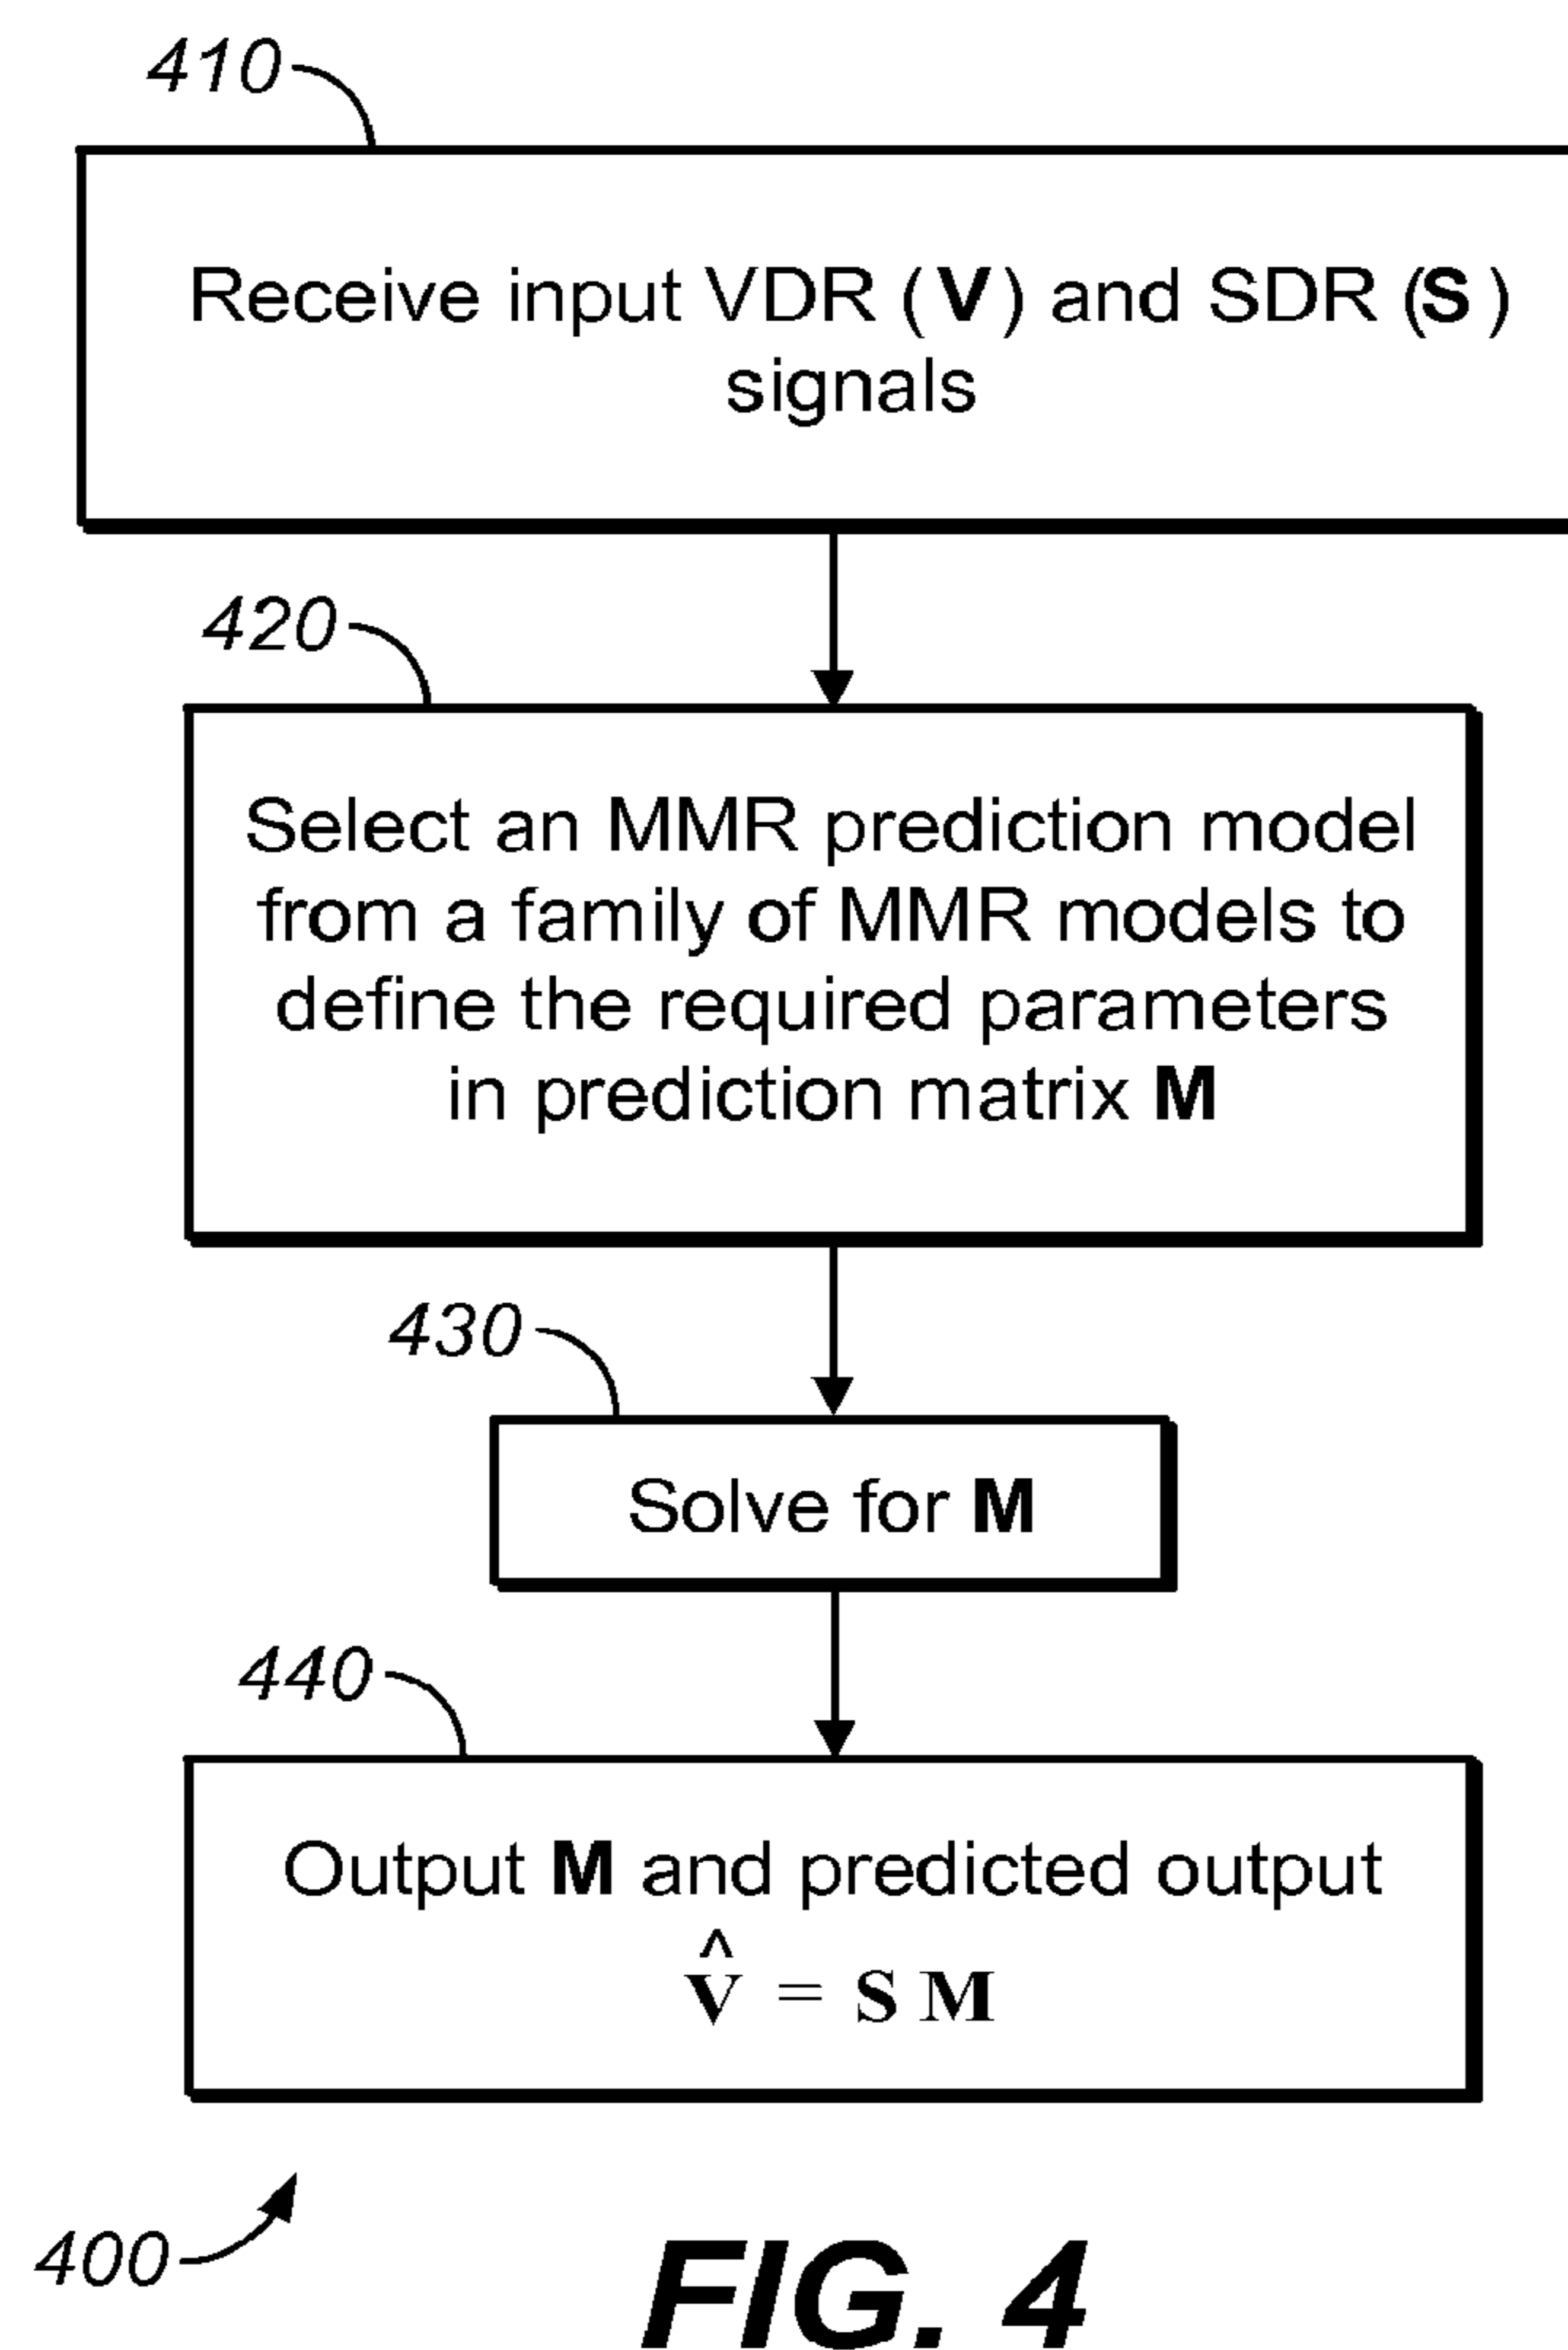 410
Receive input VDR (V) and SDR (S)
signals
420
Select an MMR prediction model
from a family of MMR models to
define the required parameters
in prediction matrix M
430
Solve for M
440
Output M and predicted output
V̂ = S M
400
FIG. 4